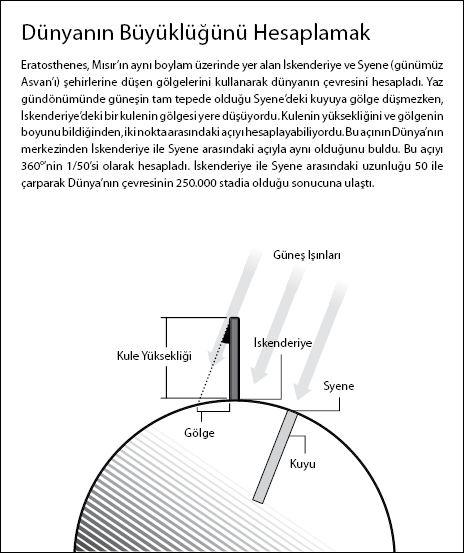 Dünyanın Büyüklüğünü Hesaplamak
Eratosthenes, Mısır’ın aynı boylam üzerinde yer alan İskenderiye ve Syene (günümüz
Asvan’ı) şehirlerine düşen gölgelerini kullanarak dünyanın çevresini hesapladı. Yaz
gündönümünde güneşin tam tepede olduğu Syene’deki kuyuya gölge düşmezken,
İskenderiye’deki bir kulenin gölgesi yere düşüyordu. Kulenin yüksekliğini ve gölgenin
boyunu bildiğinden, iki nokta arasındaki açıyı hesaplayabiliyordu. Bu açının Dünya’nın
merkezinden İskenderiye ile Syene arasındaki açıyla aynı olduğunu buldu. Bu açıyı
360°’nin 1/50’si olarak hesapladı. İskenderiye ile Syene arasındaki uzunluğu 50 ile
çarparak Dünya’nın çevresinin 250.000 stadia olduğu sonucuna ulaştı.
Güneş Işınları
İskenderiye
Kule Yüksekliği
Syene
Gölge
Kuyu